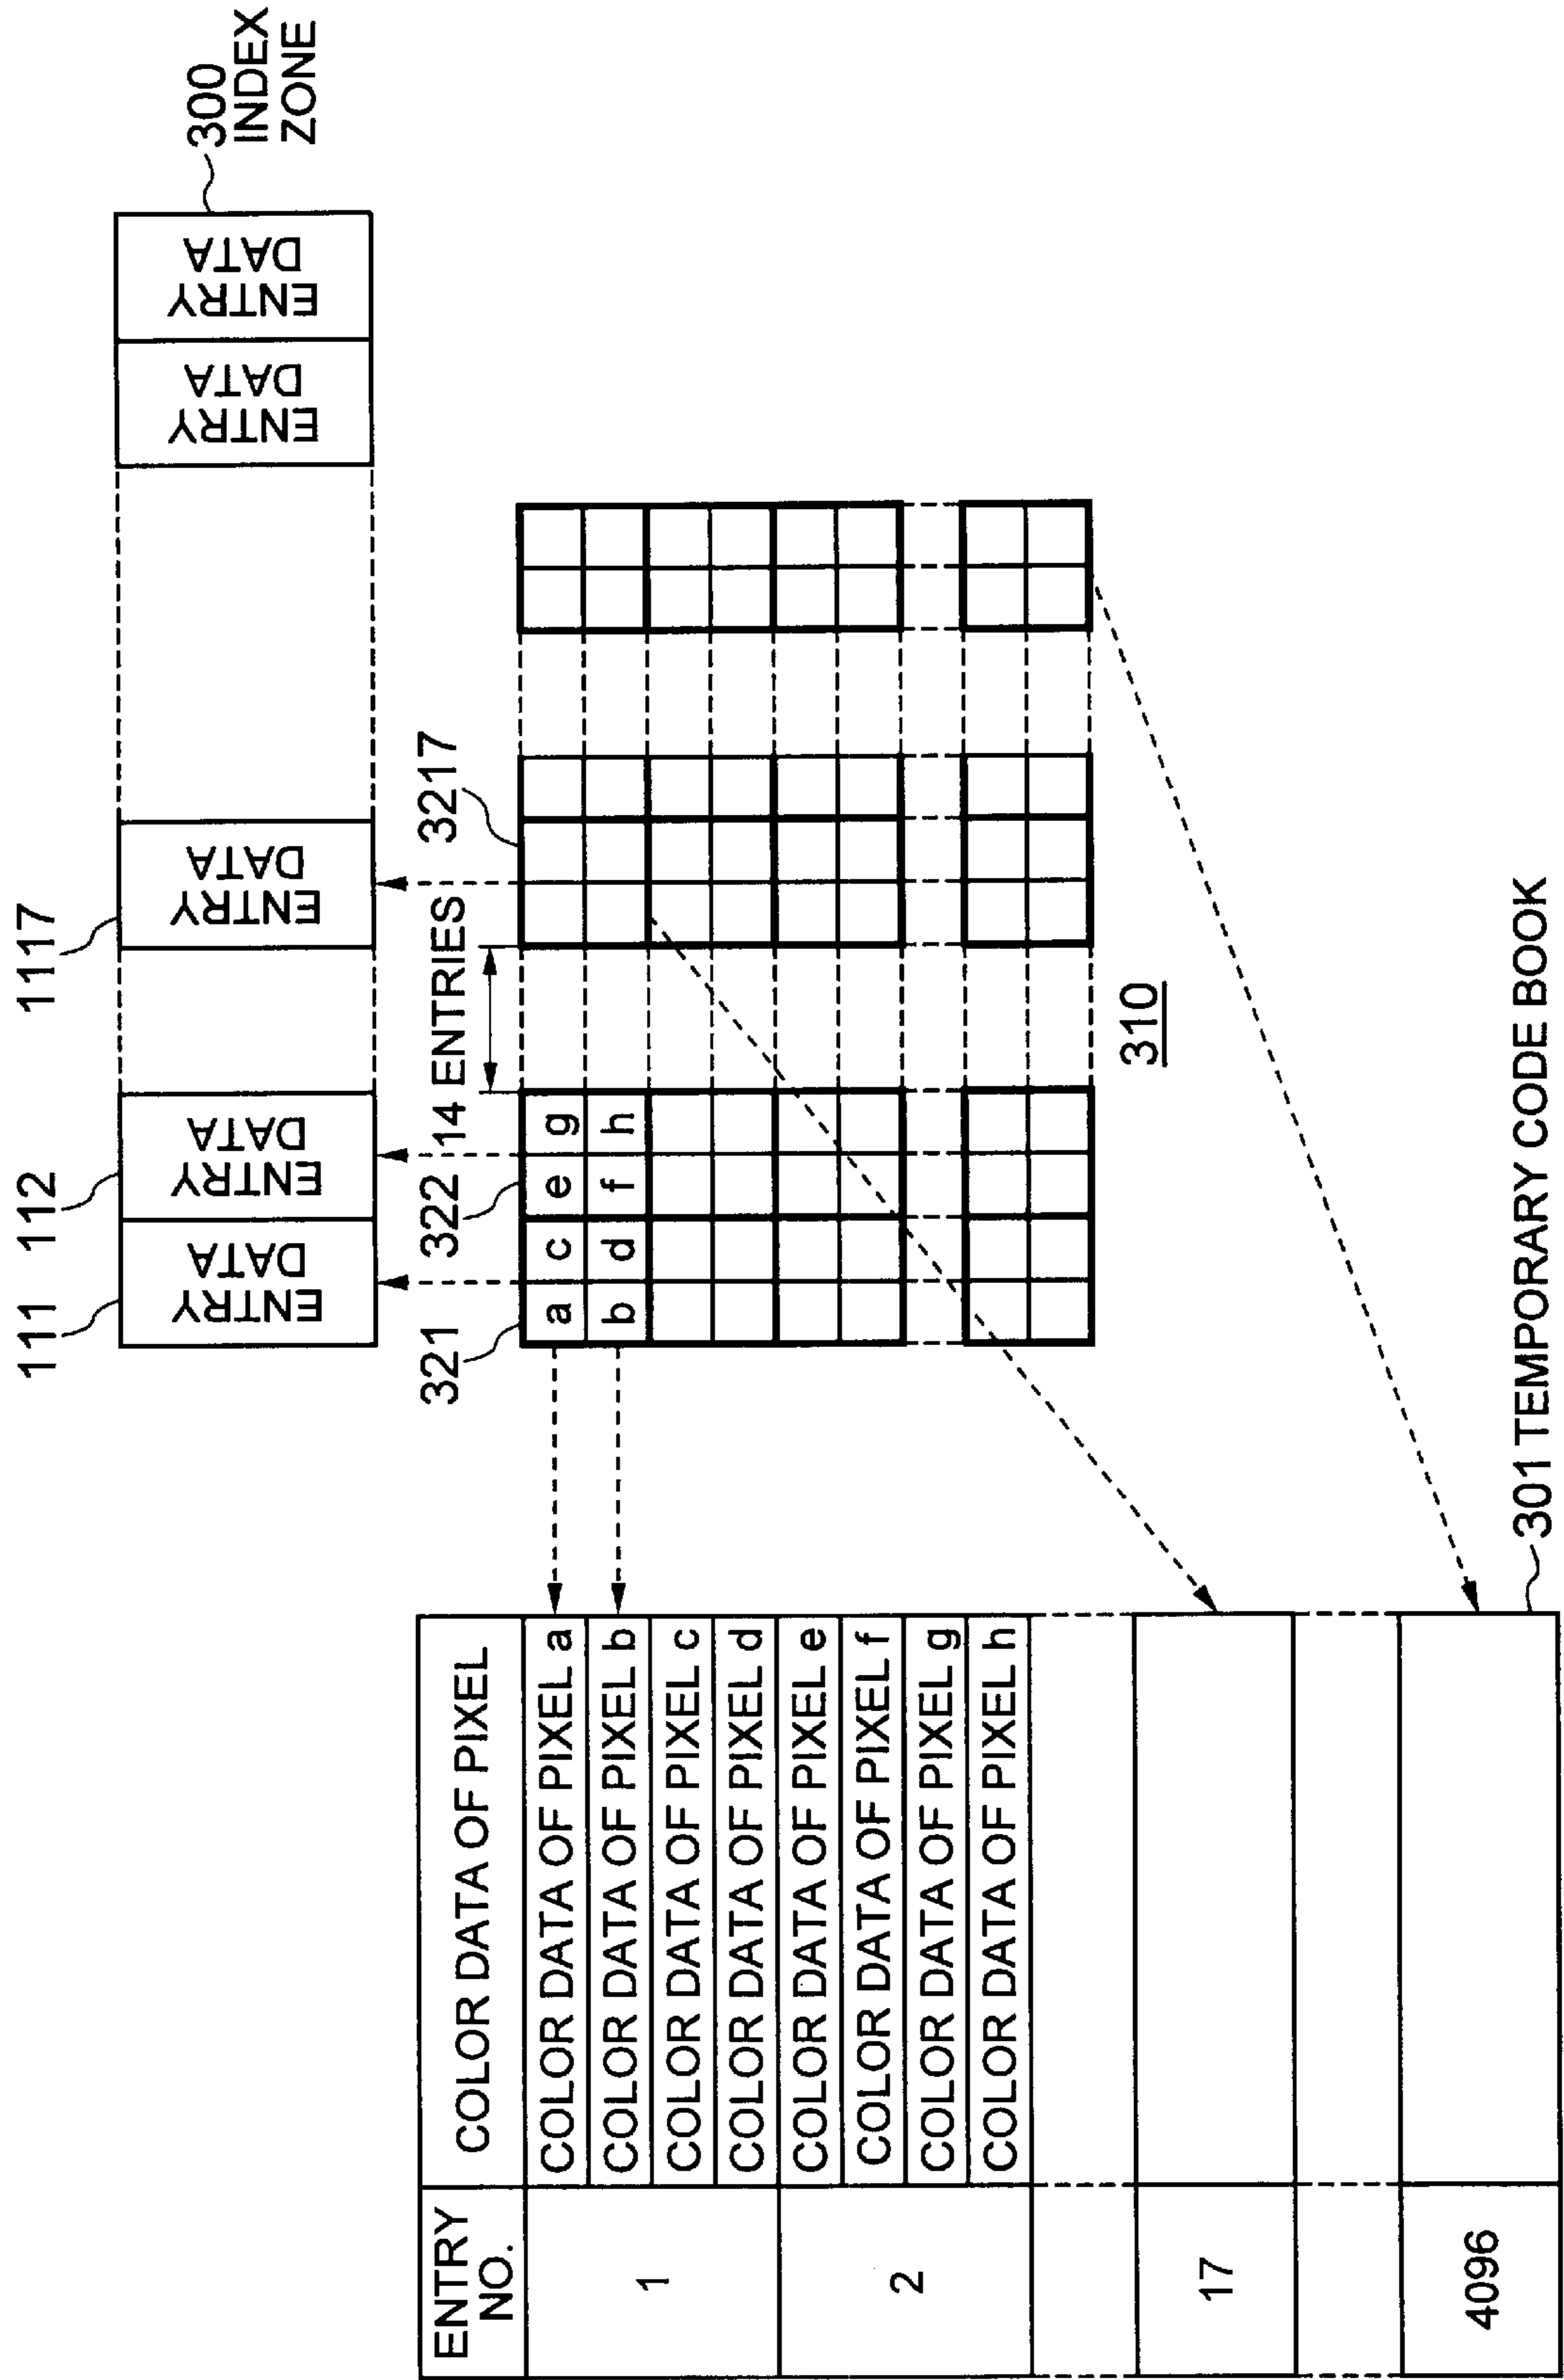 ENTRY
NO.
COLOR DATA OF PIXEL
1
COLOR DATA OF PIXEL a
COLOR DATA OF PIXEL b
COLOR DATA OF PIXEL c
COLOR DATA OF PIXEL d
2
COLOR DATA OF PIXEL e
COLOR DATA OF PIXEL f
COLOR DATA OF PIXEL g
COLOR DATA OF PIXEL h
17
4096
301 TEMPORARY CODE BOOK
111
112
1117
300
INDEX
ZONE
ENTRY
DATA
ENTRY
DATA
ENTRY
DATA
ENTRY
DATA
ENTRY
DATA
321
322
14 ENTRIES
3217
a c e g
b d f h
310